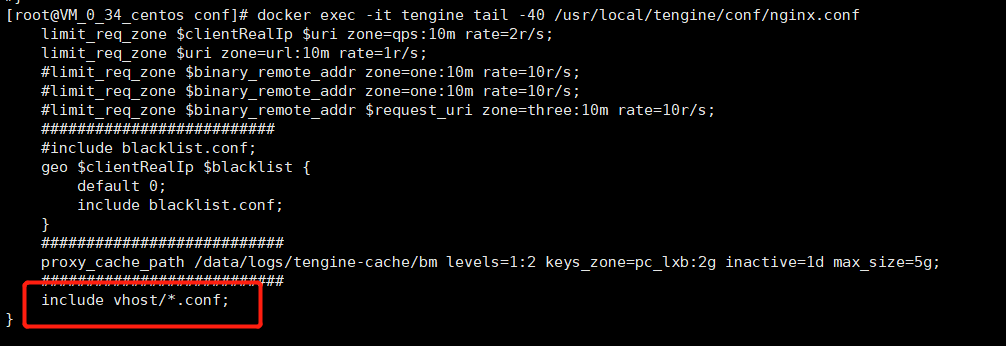 [root@VM_0_34_centos conf]# docker exec -it tengine tail -40 /usr/local/tengine/conf/nginx.conf
    limit_req_zone $clientRealIp $uri zone=qps:10m rate=2r/s;
    limit_req_zone $uri zone=url:10m rate=1r/s;
    #limit_req_zone $binary_remote_addr zone=one:10m rate=10r/s;
    #limit_req_zone $binary_remote_addr zone=one:10m rate=10r/s;
    #limit_req_zone $binary_remote_addr $request_uri zone=three:10m rate=10r/s;
    ##########################
    #include blacklist.conf;
    geo $clientRealIp $blacklist {
        default 0;
        include blacklist.conf;
    }
    ###########################
    proxy_cache_path /data/logs/tengine-cache/bm levels=1:2 keys_zone=pc_lxb:2g inactive=1d max_size=5g;
    ###########################
    include vhost/*.conf;
}